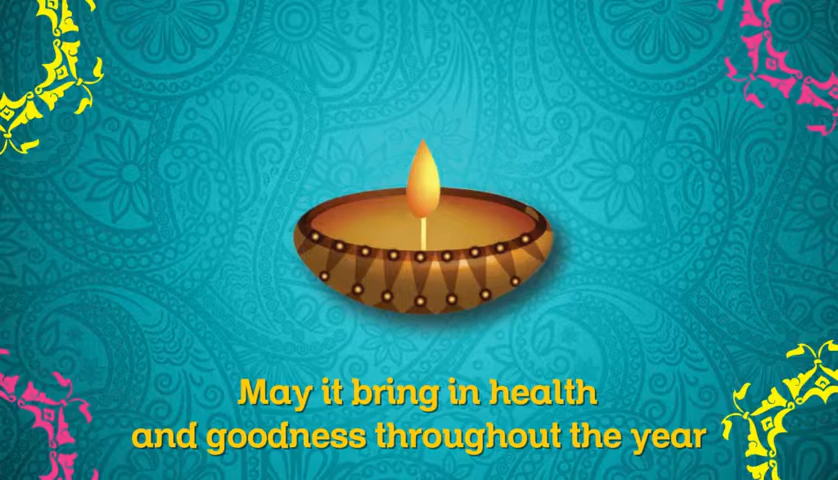 May it bring in health
and goodness throughout the year